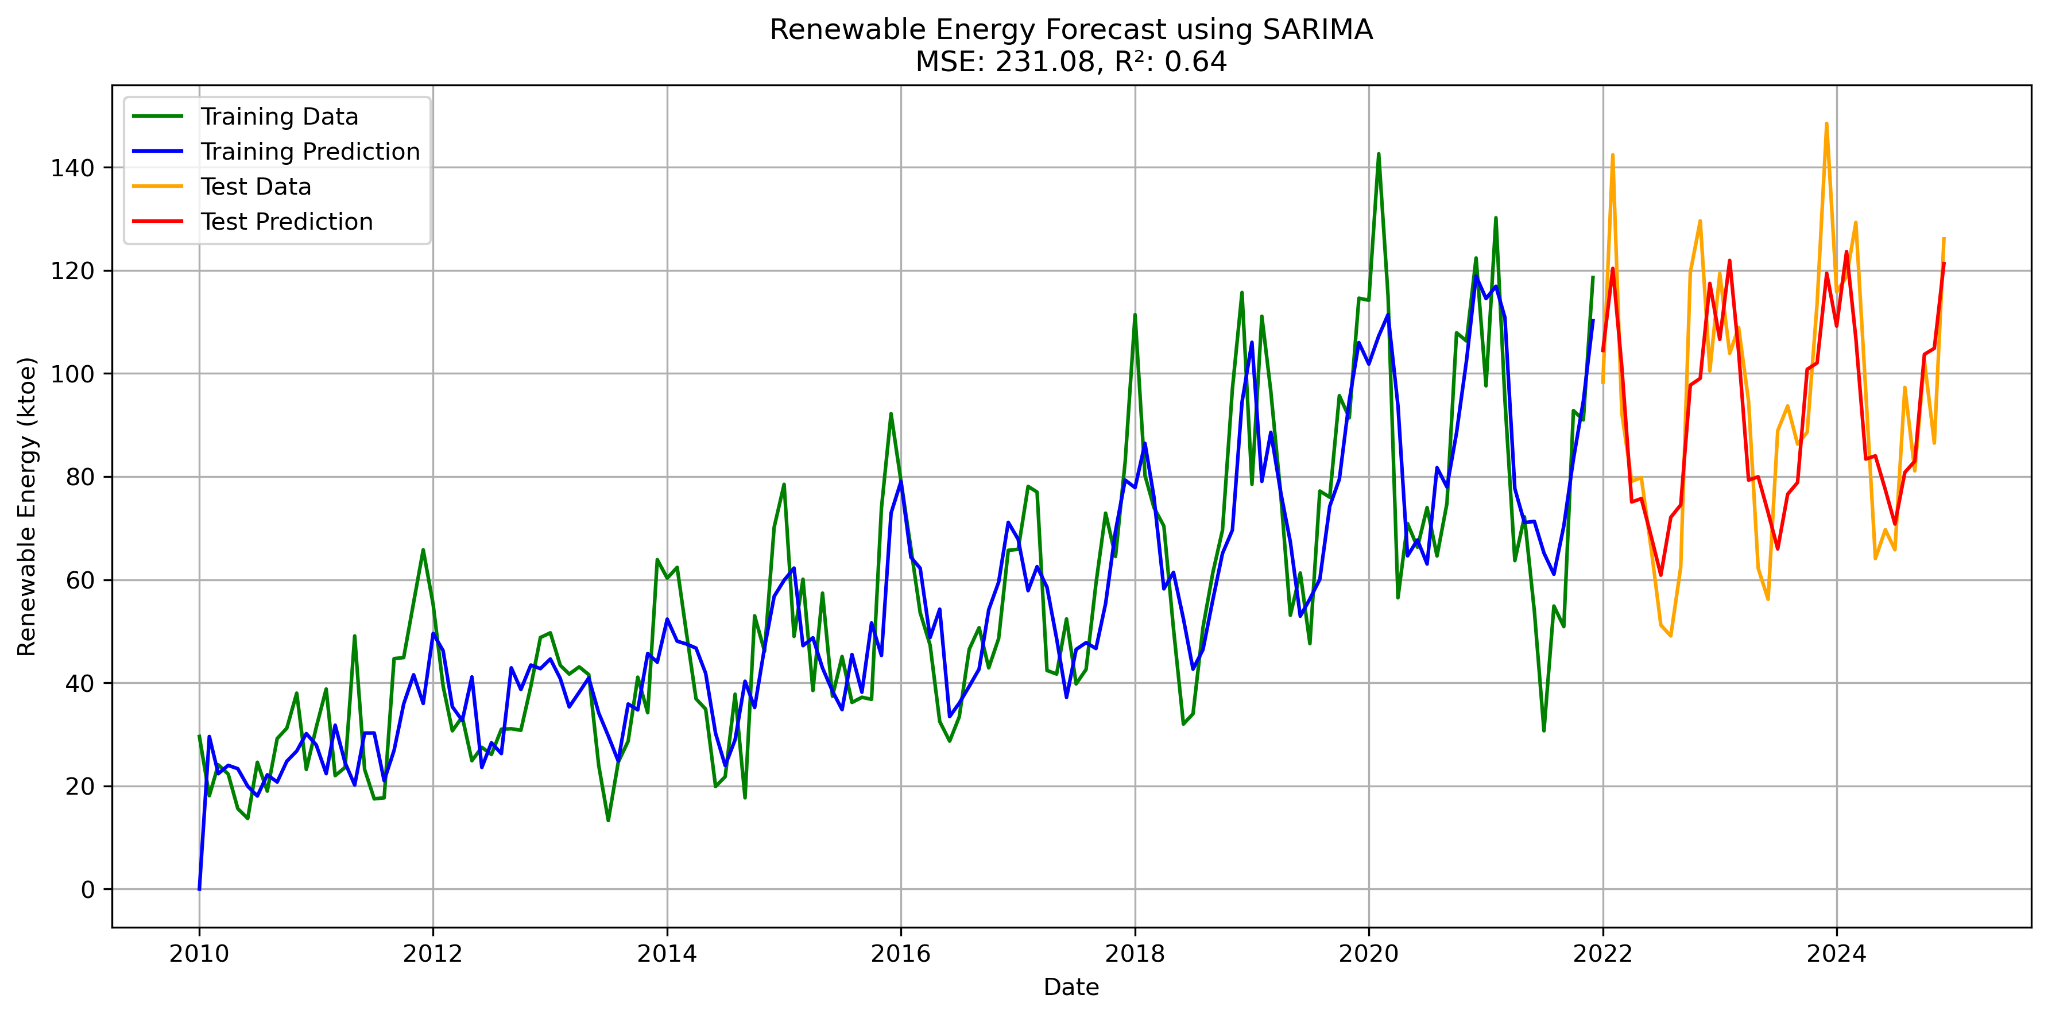 Renewable Energy Forecast using SARIMA
MSE: 231.08, R²: 0.64
Training Data
Training Prediction
Test Data
Test Prediction
Renewable Energy (ktoe)
140
120
100
80
60
40
20
0
2010 2012 2014 2016 2018 2020 2022 2024
Date